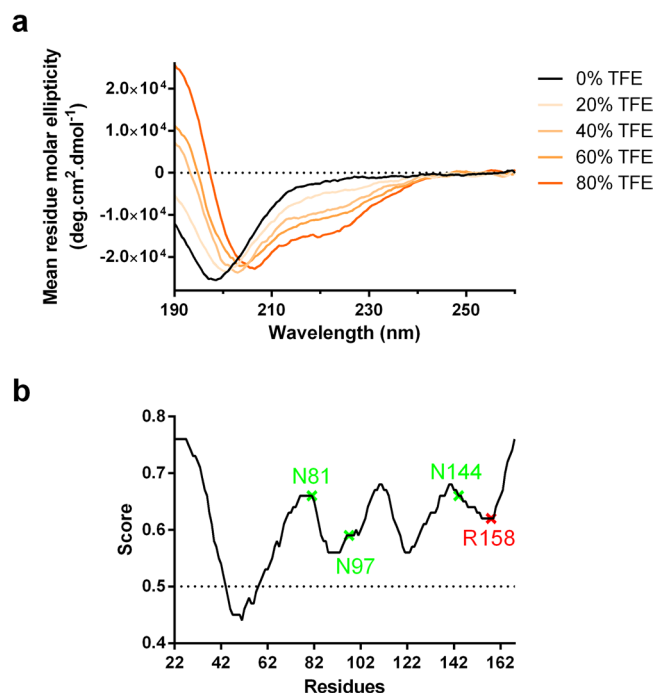 a
Mean residue molar ellipticity
(deg.cm².dmol⁻¹)
2.0×10⁴
1.0×10⁴
0
-1.0×10⁴
-2.0×10⁴
190
210
230
250
Wavelength (nm)
0% TFE
20% TFE
40% TFE
60% TFE
80% TFE
b
Score
0.8
0.7
0.6
0.5
0.4
N81
N97
N144
R158
22
42
62
82
102
122
142
162
Residues